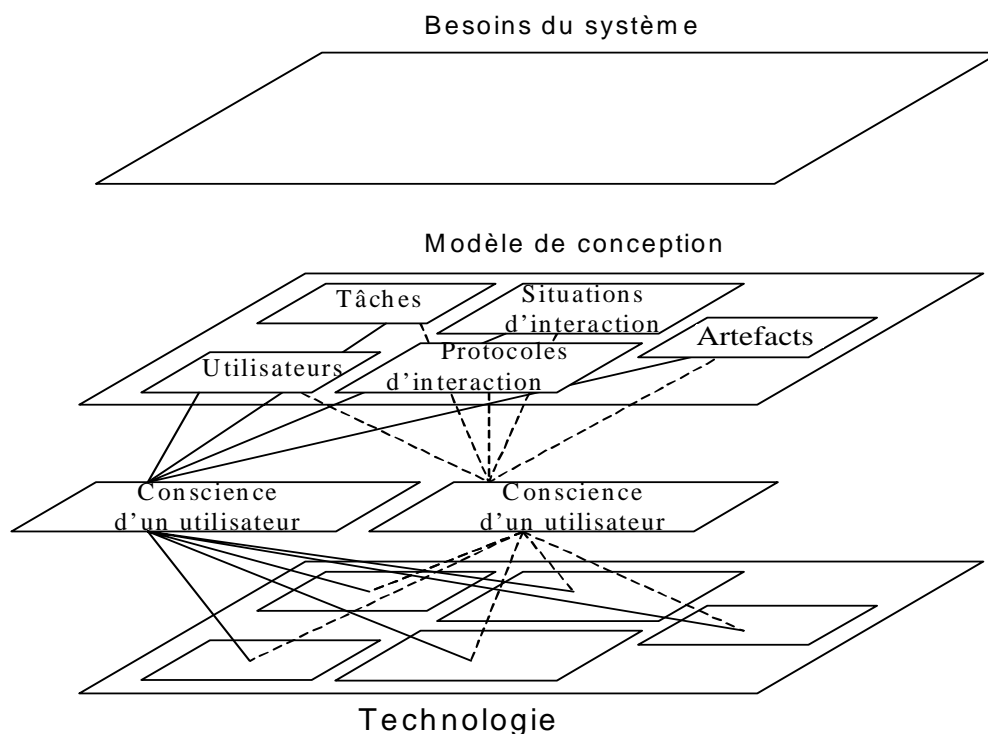 Besoins du système
Modèle de conception
Tâches
Situations
d’interaction
Artefacts
Utilisateurs
Protocoles
d’interaction
Conscience
d’un utilisateur
Conscience
d’un utilisateur
Technologie